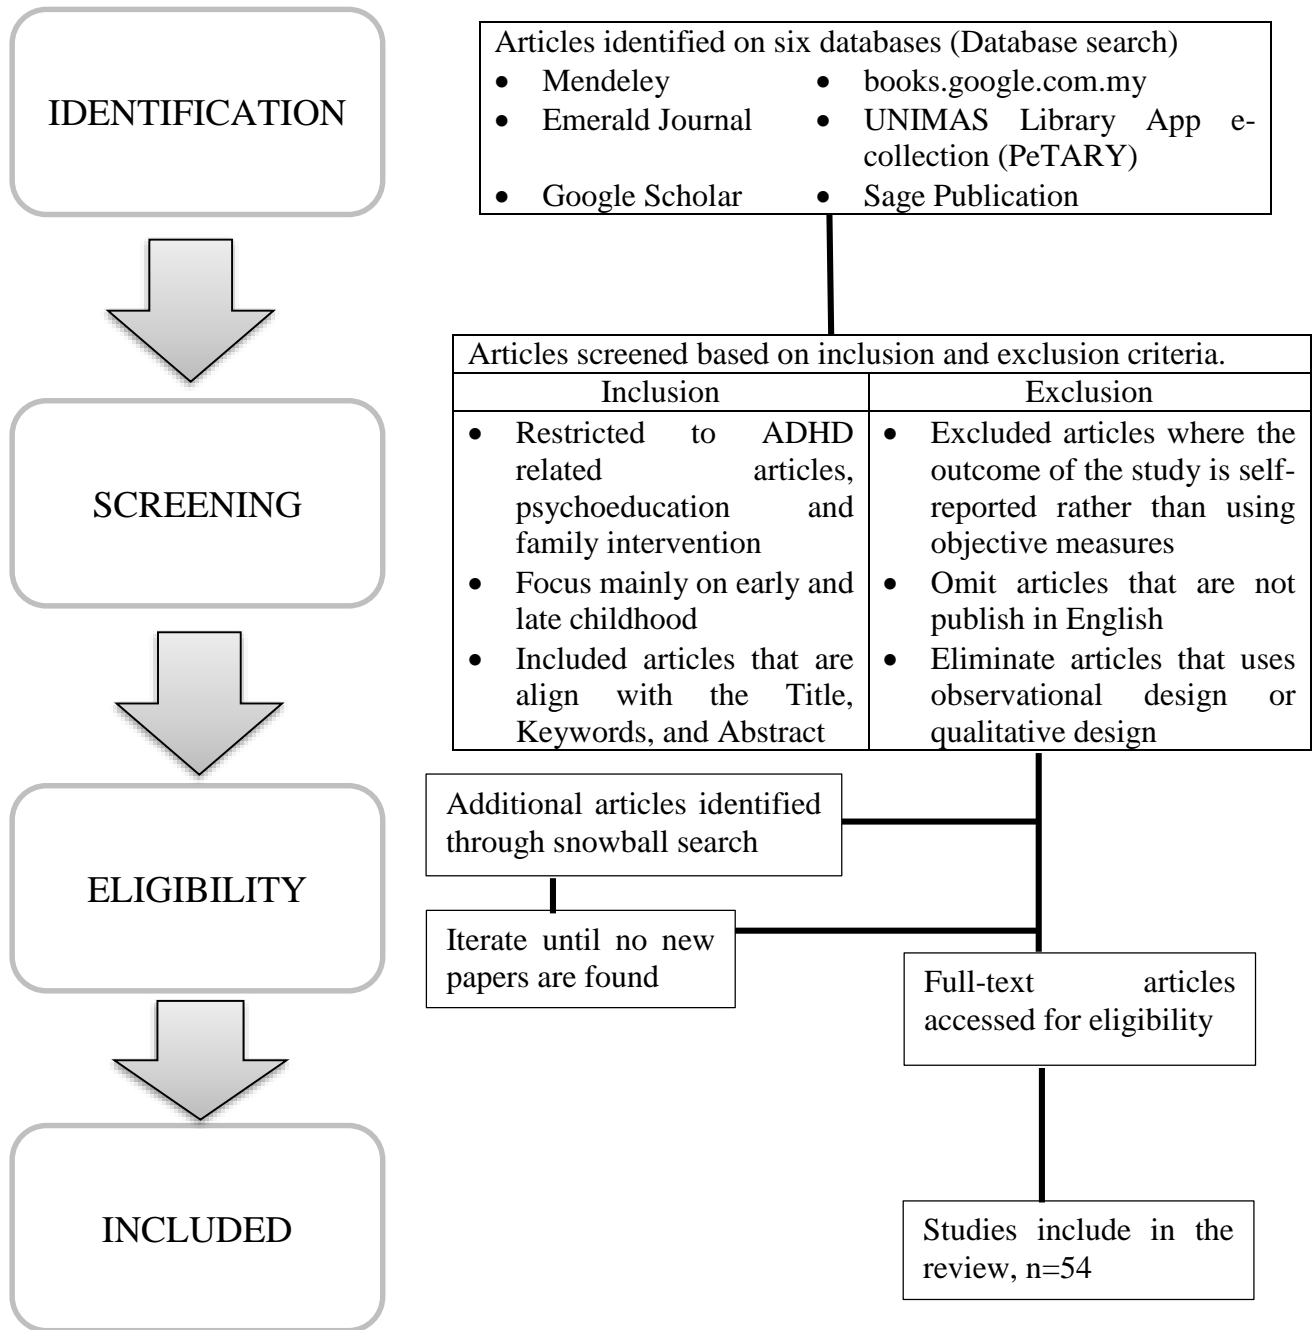 IDENTIFICATION
Articles identified on six databases (Database search)
• Mendeley
• books.google.com.my
• Emerald Journal
• UNIMAS Library App e-
collection (PeTARY)
• Google Scholar
• Sage Publication
SCREENING
Articles screened based on inclusion and exclusion criteria.
Inclusion
• Restricted to ADHD
related articles,
psychoeducation and
family intervention
• Focus mainly on early and
late childhood
• Included articles that are
align with the Title,
Keywords, and Abstract
Exclusion
• Excluded articles where the
outcome of the study is self-
reported rather than using
objective measures
• Omit articles that are not
publish in English
• Eliminate articles that uses
observational design or
qualitative design
ELIGIBILITY
Additional articles identified
through snowball search
Iterate until no new
papers are found
Full-text articles
accessed for eligibility
INCLUDED
Studies include in the
review, n=54